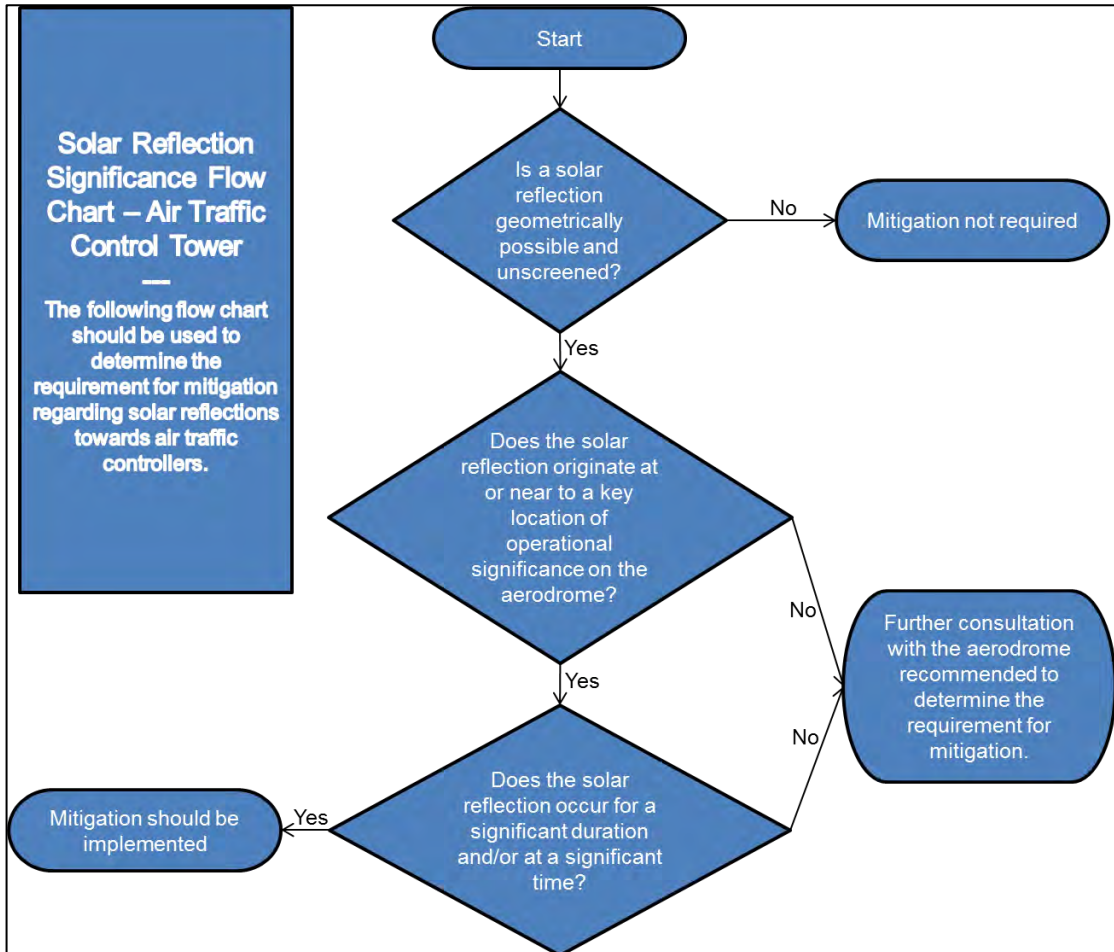 Solar Reflection
Significance Flow
Chart – Air Traffic
Control Tower
---
The following flow chart
should be used to
determine the
requirement for mitigation
regarding solar reflections
towards air traffic
controllers.
Start
Is a solar
reflection
geometrically
possible and
unscreened?
No
Mitigation not required
Yes
Does the solar
reflection originate at
or near to a key
location of
operational
significance on the
aerodrome?
No
Further consultation
with the aerodrome
recommended to
determine the
requirement for
mitigation.
Yes
No
Does the solar
reflection occur for a
significant duration
and/or at a significant
time?
Yes
Mitigation should be
implemented